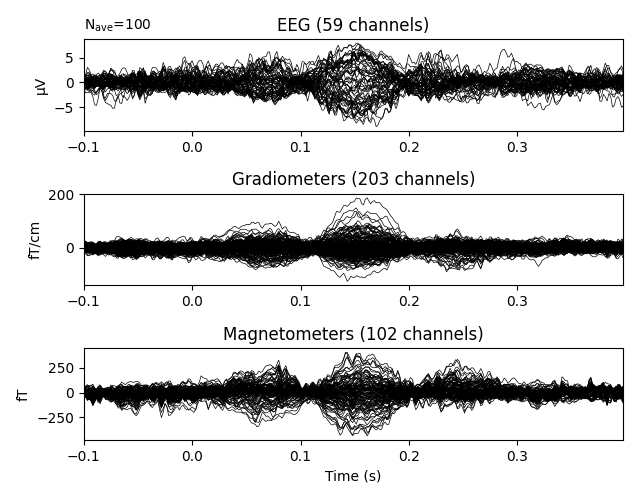 N_ave=100
EEG (59 channels)
5
0
−5
µV
−0.1 0.0 0.1 0.2 0.3
Gradiometers (203 channels)
200
0
fT/cm
−0.1 0.0 0.1 0.2 0.3
Magnetometers (102 channels)
250
0
−250
fT
−0.1 0.0 0.1 0.2 0.3
Time (s)